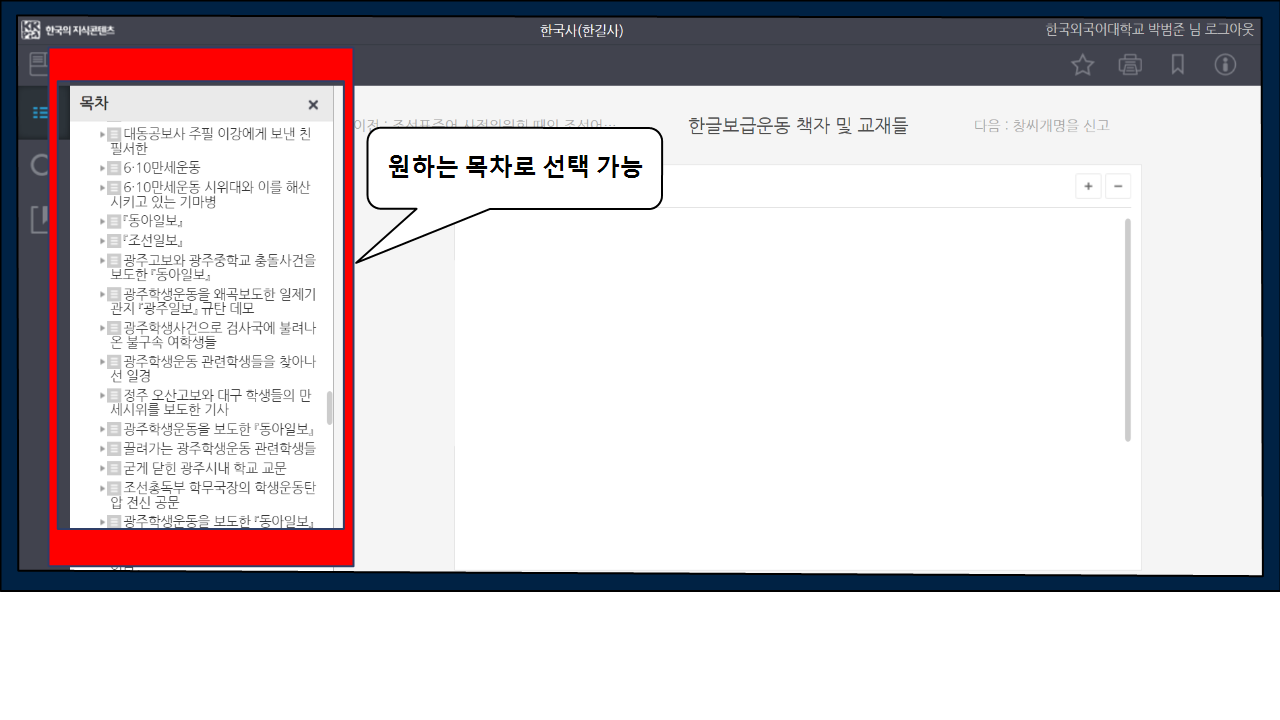 한국의 지식콘텐츠
한국사(한길사)
한국외국어대학교 박범준 님 로그아웃
목차
×
대동공보사 주필 이강에게 보낸 친
필서한
6·10만세운동
6·10만세운동 시위대와 이를 해산
시키고 있는 기마병
『동아일보』
『조선일보』
광주고보와 광주중학교 충돌사건을
보도한 『동아일보』
광주학생운동을 왜곡보도한 일제기
관지 『광주일보』 규탄 데모
광주학생사건으로 검사국에 불려나
온 불구속 여학생들
광주학생운동 관련학생들을 찾아나
선 일경
정주 오산고보와 대구 학생들의 만
세시위를 보도한 기사
광주학생운동을 보도한 『동아일보』
끌려가는 광주학생운동 관련학생들
굳게 닫힌 광주시내 학교 교문
조선총독부 학무국장의 학생운동탄
압 전신 공문
광주학생운동을 보도한 『동아일보』
이전 : 조선표준어 사정위원회 때의 조선어…
한글보급운동 책자 및 교재들
다음 : 창씨개명을 신고
원하는 목차로 선택 가능
+ −